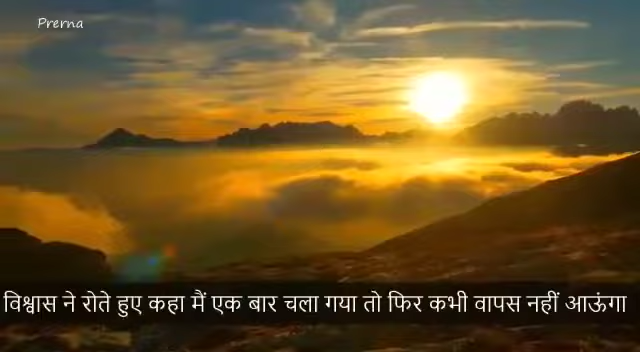 Prerna
विश्वास ने रोते हुए कहा मैं एक बार चला गया तो फिर कभी वापस नहीं आऊंगा